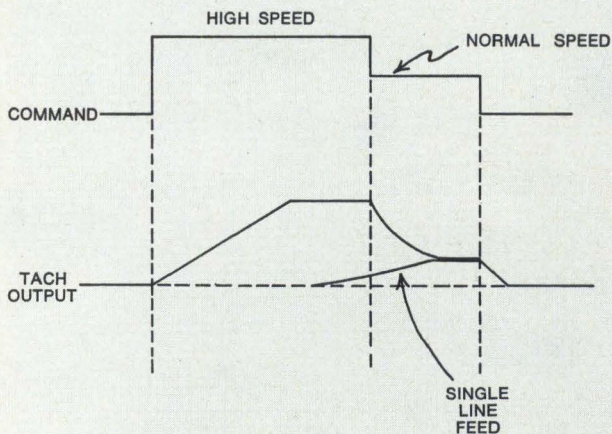 HIGH SPEED
NORMAL SPEED
COMMAND
TACH
OUTPUT
SINGLE
LINE
FEED